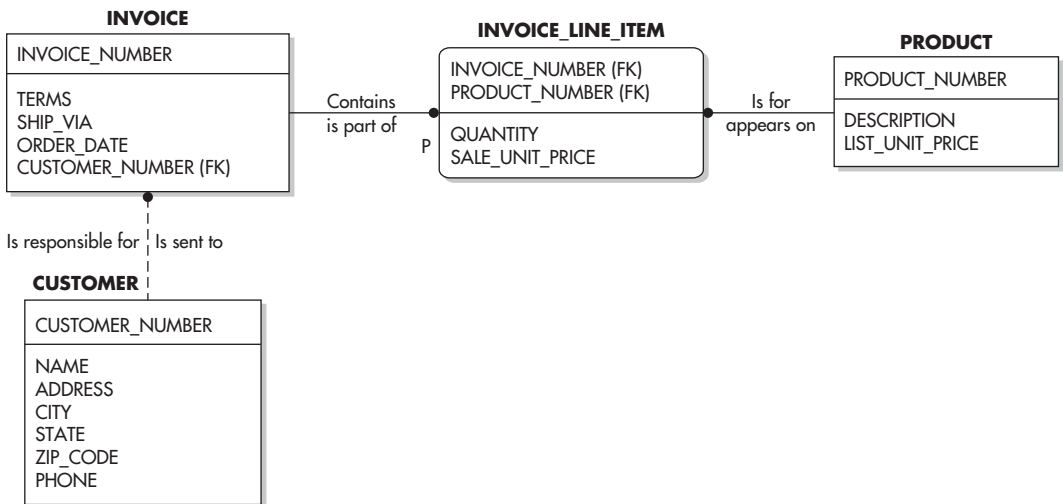 INVOICE
INVOICE_NUMBER
TERMS
SHIP_VIA
ORDER_DATE
CUSTOMER_NUMBER (FK)
Contains
is part of
P
INVOICE_LINE_ITEM
INVOICE_NUMBER (FK)
PRODUCT_NUMBER (FK)
QUANTITY
SALE_UNIT_PRICE
Is for
appears on
PRODUCT
PRODUCT_NUMBER
DESCRIPTION
LIST_UNIT_PRICE
Is responsible for
Is sent to
CUSTOMER
CUSTOMER_NUMBER
NAME
ADDRESS
CITY
STATE
ZIP_CODE
PHONE